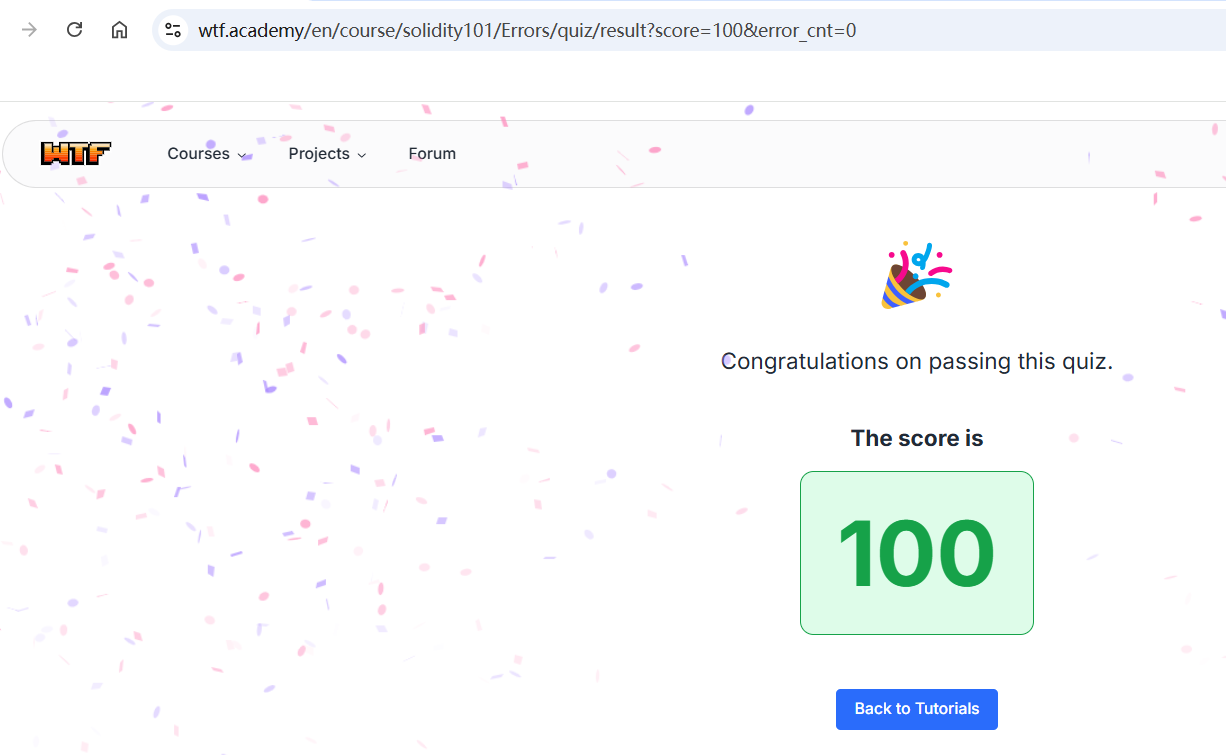 wtf.academy/en/course/solidity101/Errors/quiz/result?score=100&error_cnt=0
WTF Courses Projects Forum
Congratulations on passing this quiz.
The score is
100
Back to Tutorials